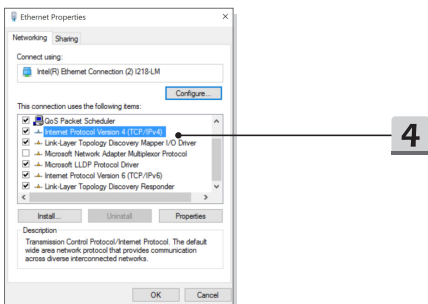 Ethernet Properties
Networking Sharing
Connect using:
Intel(R) Ethernet Connection (2) I218-LM
Configure...
This connection uses the following items:
QoS Packet Scheduler
Internet Protocol Version 4 (TCP/IPv4)
Link-Layer Topology Discovery Mapper I/O Driver
Microsoft Network Adapter Multiplexor Protocol
Microsoft LLDP Protocol Driver
Internet Protocol Version 6 (TCP/IPv6)
Link-Layer Topology Discovery Responder
Install... Uninstall Properties
Description
Transmission Control Protocol/Internet Protocol. The default
wide area network protocol that provides communication
across diverse interconnected networks.
OK Cancel
4